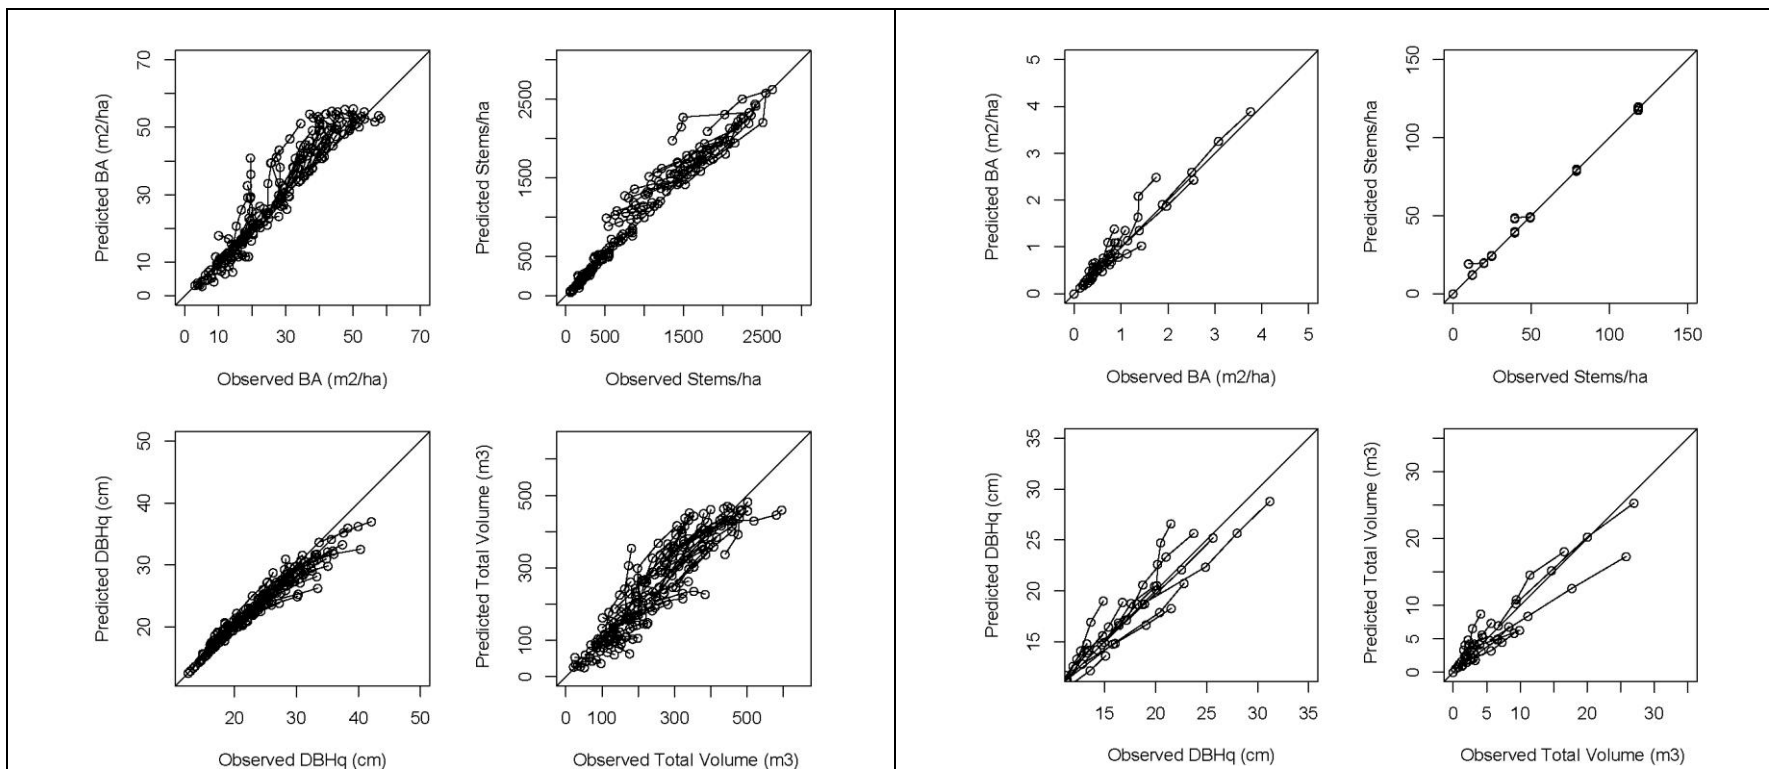 70
50
30
10
0
Predicted BA (m2/ha)
0 10 20 30 40 50 60 70
Observed BA (m2/ha)
2500
1500
500
0
Predicted Stems/ha
0 500 1500 2500
Observed Stems/ha
5
4
3
2
1
0
Predicted BA (m2/ha)
0 1 2 3 4 5
Observed BA (m2/ha)
150
100
50
0
Predicted Stems/ha
0 50 100 150
Observed Stems/ha
50
40
30
20
Predicted DBHq (cm)
20 30 40 50
Observed DBHq (cm)
500
300
100
0
Predicted Total Volume (m3)
0 100 300 500
Observed Total Volume (m3)
35
30
25
20
15
Predicted DBHq (cm)
15 20 25 30 35
Observed DBHq (cm)
30
20
10
5
0
Predicted Total Volume (m3)
0 5 10 20 30
Observed Total Volume (m3)